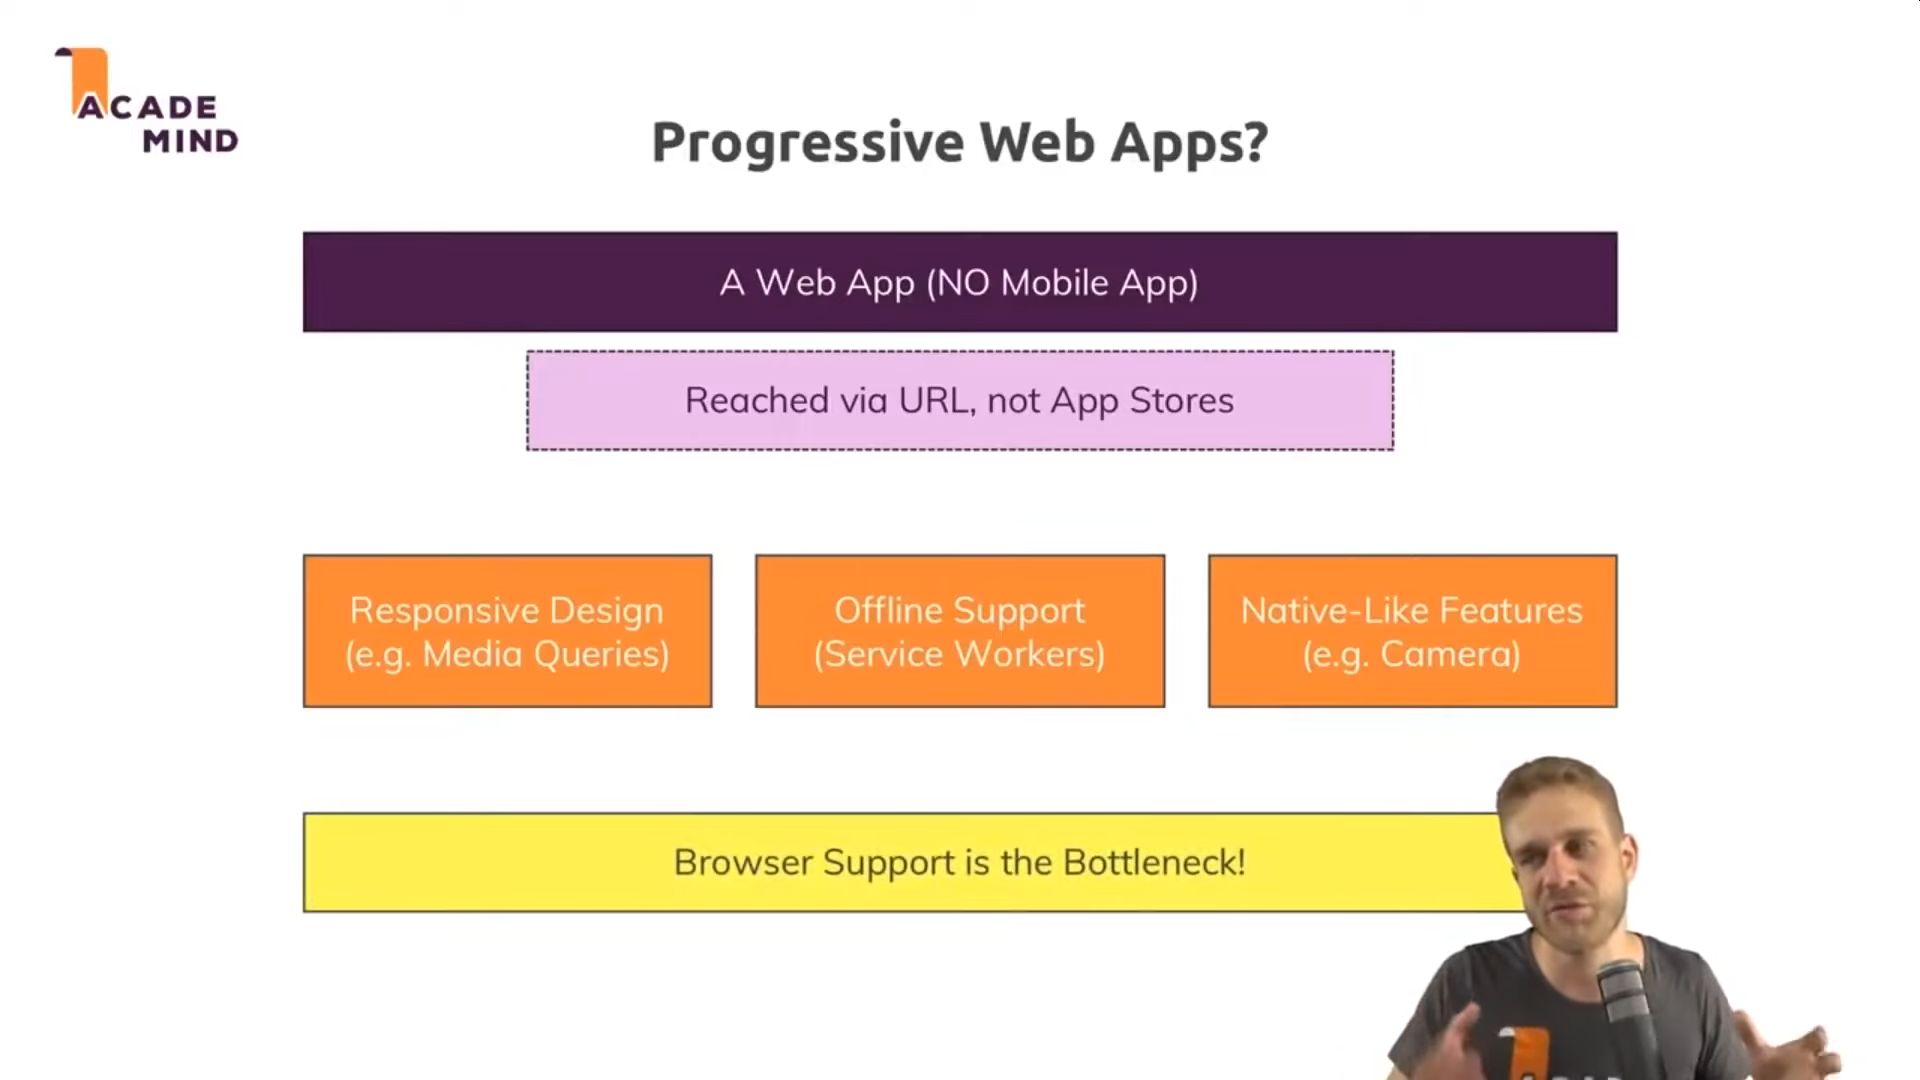 ACADE
MIND
Progressive Web Apps?
A Web App (NO Mobile App)
Reached via URL, not App Stores
Responsive Design
(e.g. Media Queries)
Offline Support
(Service Workers)
Native-Like Features
(e.g. Camera)
Browser Support is the Bottleneck!